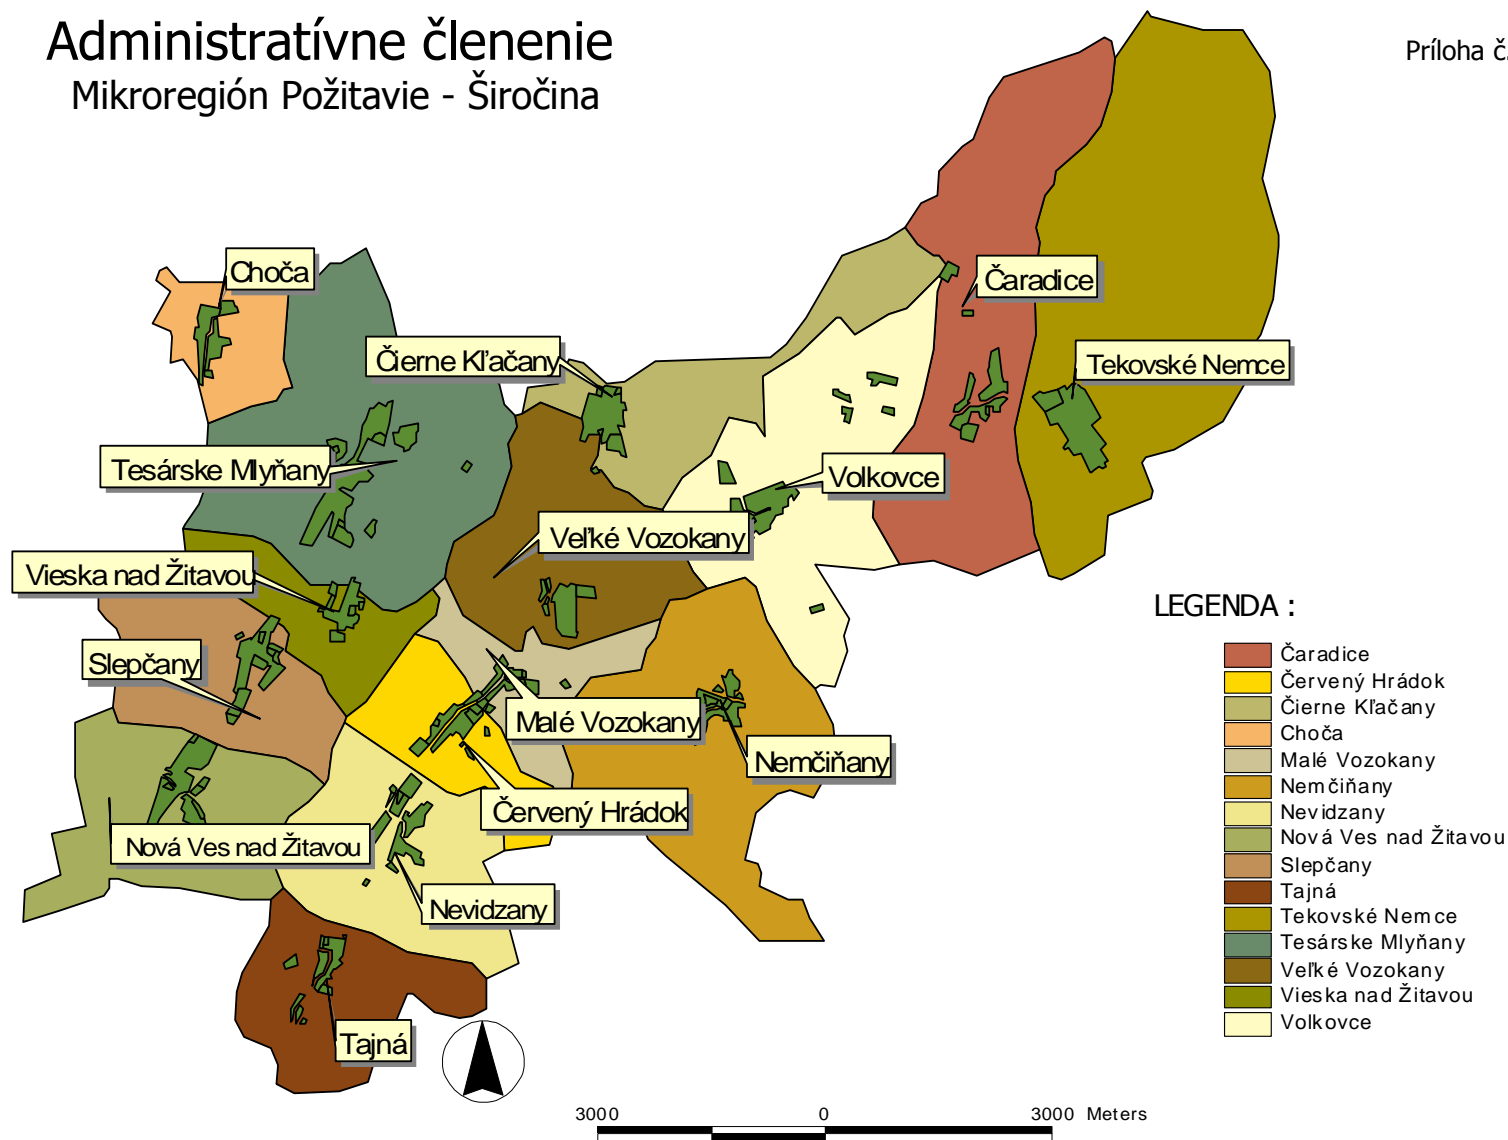 Administratívne členenie
Mikroregión Požitavie - Širočina
Príloha č.
Choča
Čaradice
Čierne Kľačany
Tekovské Nemce
Tesárske Mlyňany
Volkovce
Veľké Vozokany
Vieska nad Žitavou
Slepčany
Malé Vozokany
Nemčiňany
Červený Hrádok
Nová Ves nad Žitavou
Nevidzany
Tajná
LEGENDA :
Čaradice
Červený Hrádok
Čierne Kľačany
Choča
Malé Vozokany
Nemčiňany
Nevidzany
Nová Ves nad Žitavou
Slepčany
Tajná
Tekovské Nemce
Tesárske Mlyňany
Veľké Vozokany
Vieska nad Žitavou
Volkovce
3000 0 3000 Meters